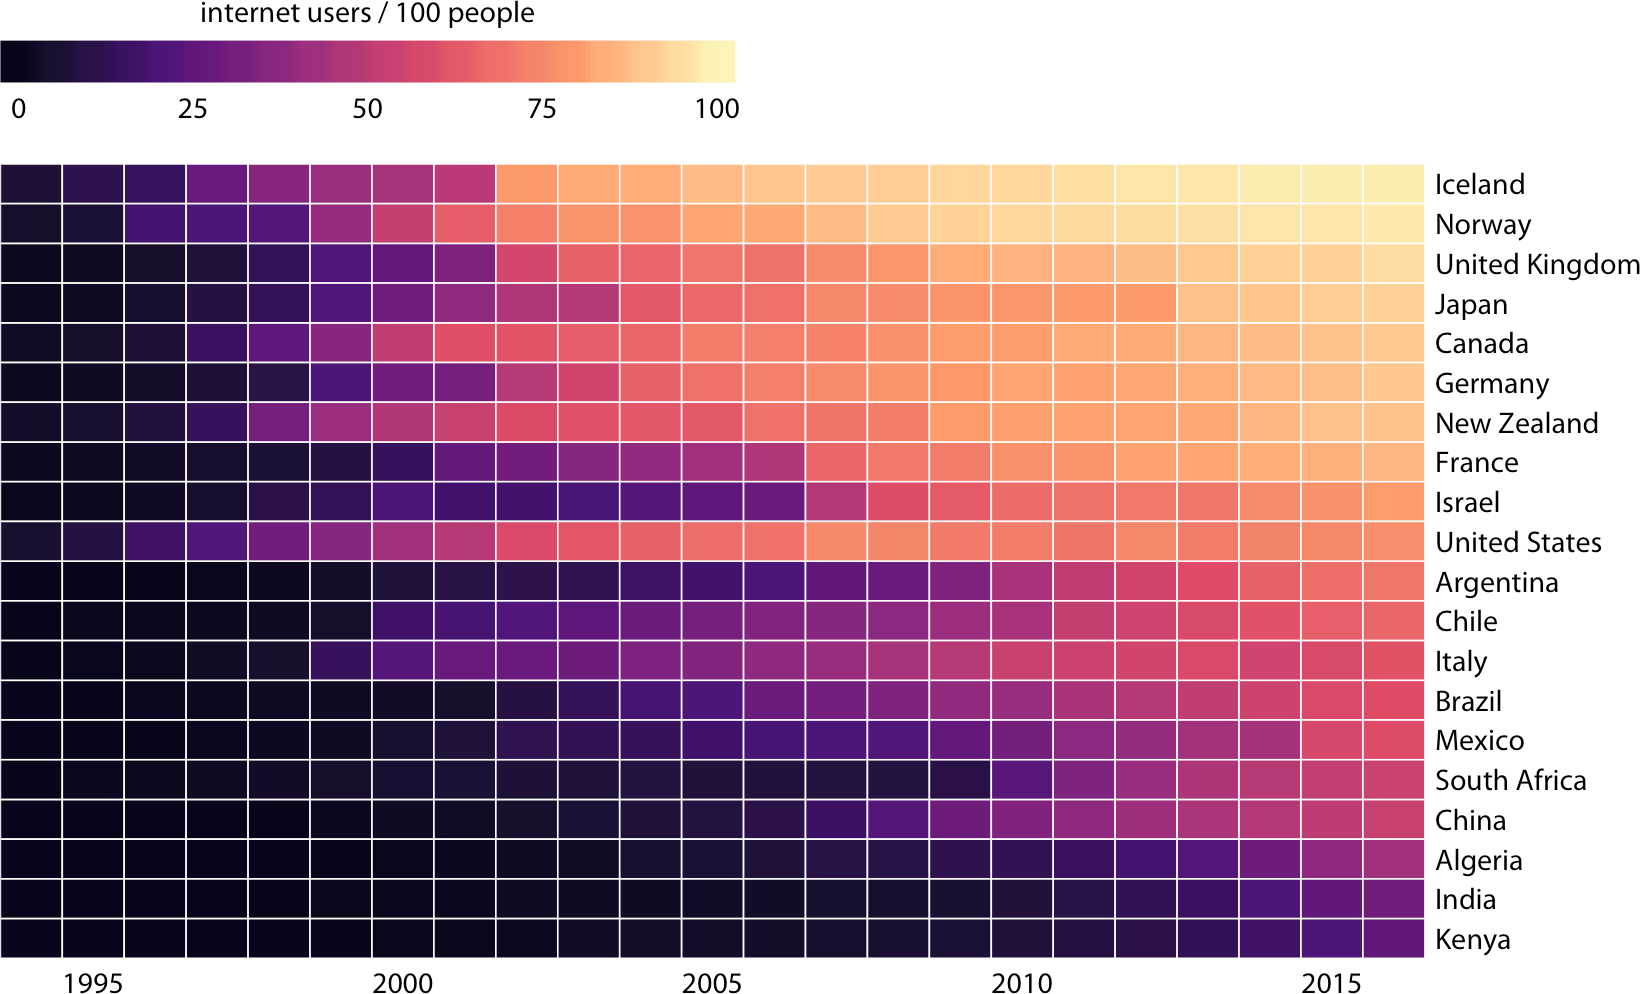 internet users / 100 people
0 25 50 75 100
Iceland
Norway
United Kingdom
Japan
Canada
Germany
New Zealand
France
Israel
United States
Argentina
Chile
Italy
Brazil
Mexico
South Africa
China
Algeria
India
Kenya
1995 2000 2005 2010 2015